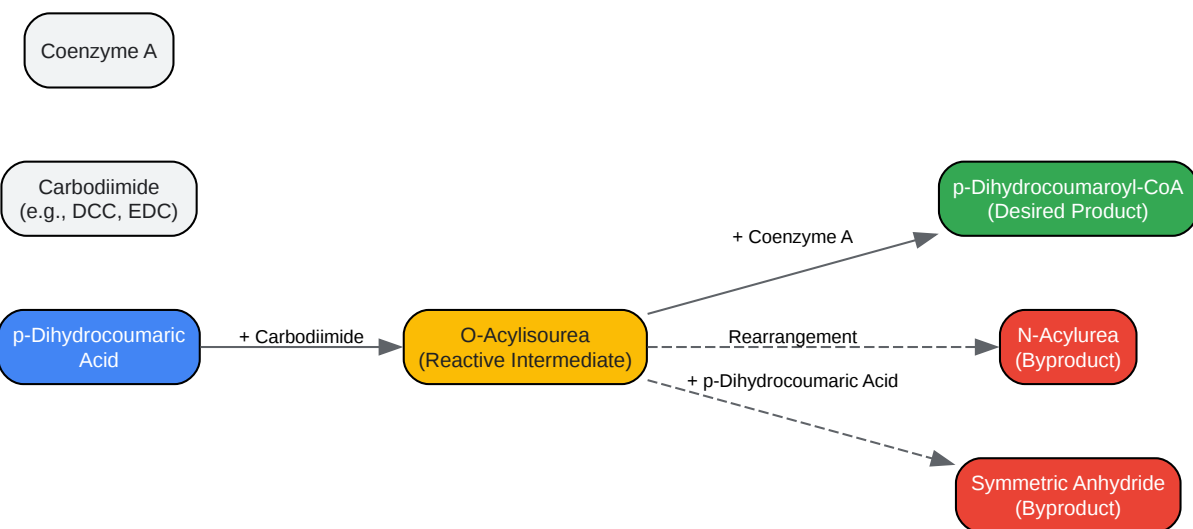 Coenzyme A
Carbodiimide
(e.g., DCC, EDC)
p-Dihydrocoumaric
Acid
+ Carbodiimide
O-Acylisourea
(Reactive Intermediate)
+ Coenzyme A
p-Dihydrocoumaroyl-CoA
(Desired Product)
Rearrangement
N-Acylurea
(Byproduct)
+ p-Dihydrocoumaric Acid
Symmetric Anhydride
(Byproduct)